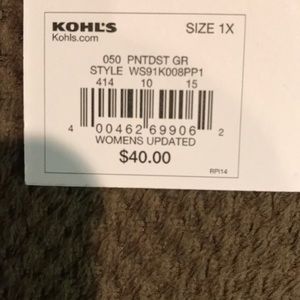 KOHL'S SIZE 1X
Kohls.com
050 PNTDST GR
STYLE WS91K008PP1
414 10 15
4 00462 69906 2
WOMENS UPDATED
$40.00
RPI14